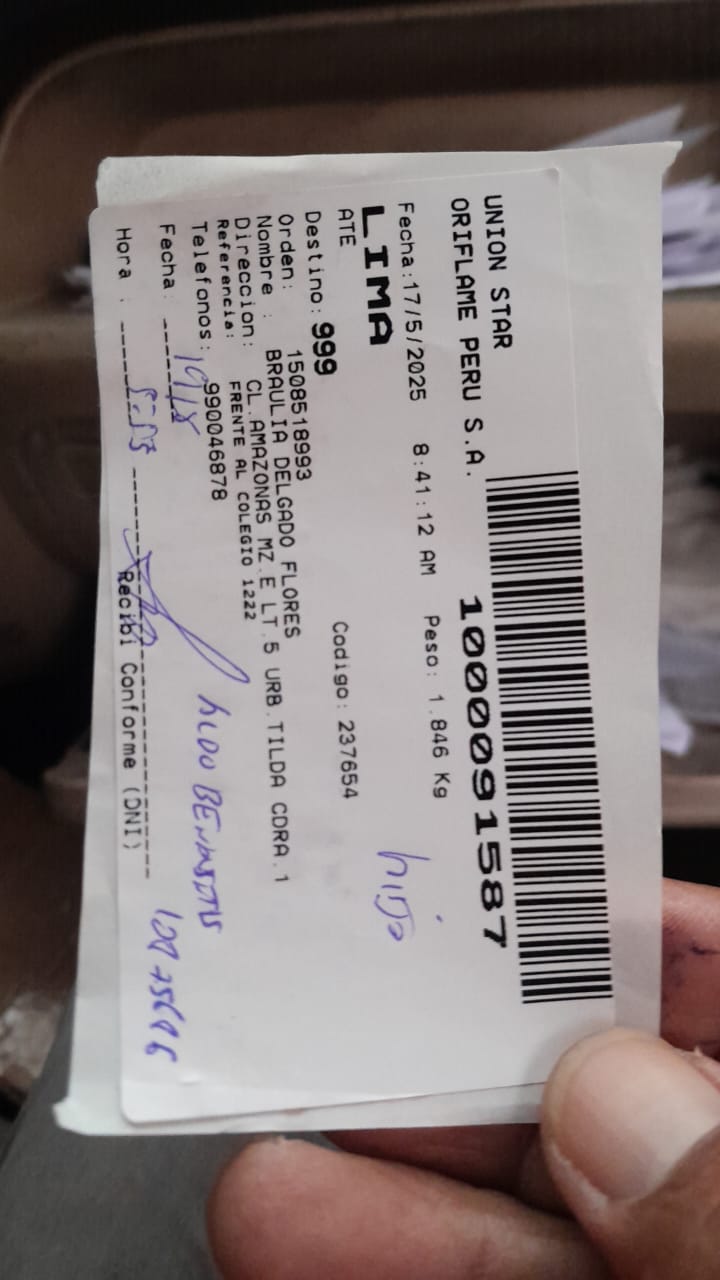 UNION STAR
ORIFLAME PERU S.A.
1000091587
Fecha:17/5/2025 8:41:12 AM Peso: 1.846 Kg
LIMA
hijo
ATE
Destino: 999 Codigo: 237654
Orden: 1508518993
Nombre : BRAULIA DELGADO FLORES
Direccion: CL.AMAZONAS MZ.E LT.5 URB.TILDA CDRA.1
Referencia: FRENTE AL COLEGIO 1222
Telefonos: 990046878
Fecha:
ALDO
Hora :
Recibi Conforme (DNI)